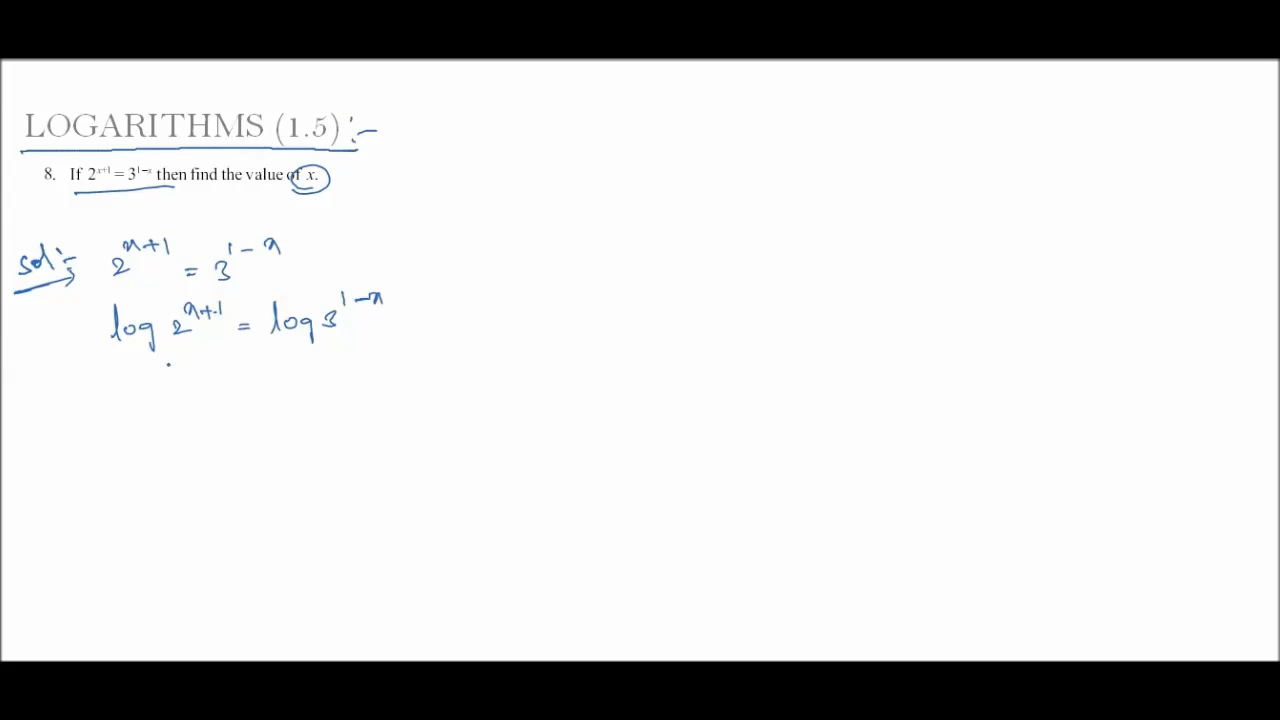 LOGARITHMS (1.5) :-
8. If 2^{x+1} = 3^{1-x} then find the value of x.
Sol:- 2^{x+1} = 3^{1-x}
log 2^{x+1} = log 3^{1-x}